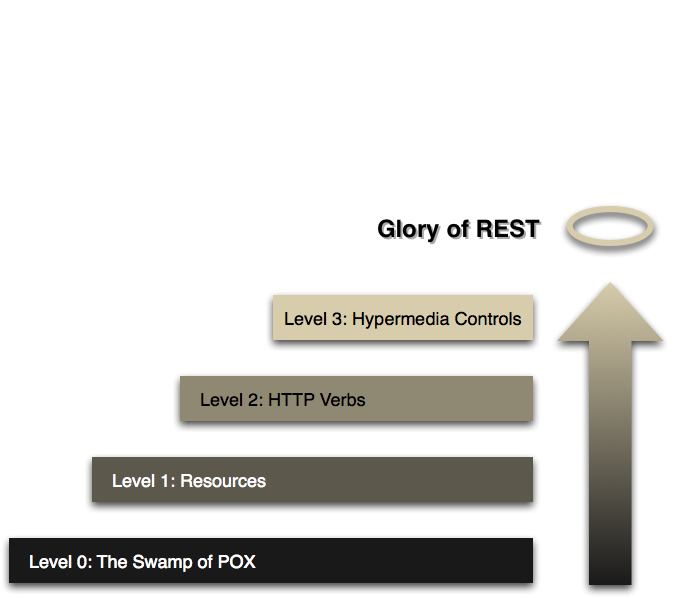 Glory of REST
Level 3: Hypermedia Controls
Level 2: HTTP Verbs
Level 1: Resources
Level 0: The Swamp of POX